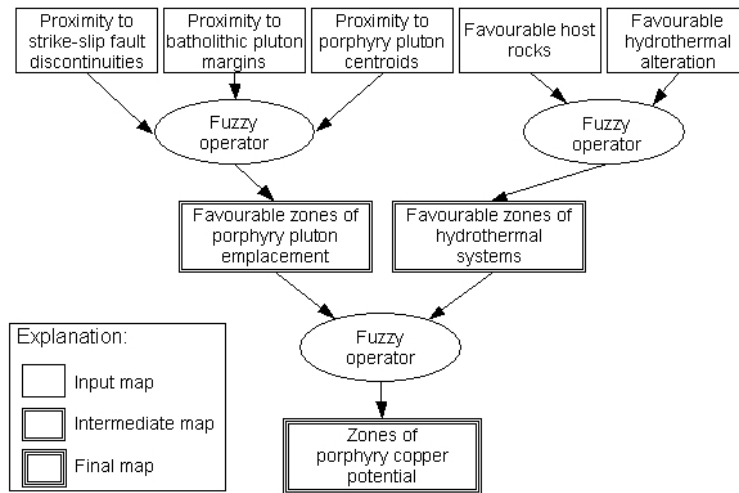 Proximity to
strike-slip fault
discontinuities
Proximity to
batholithic pluton
margins
Proximity to
porphyry pluton
centroids
Favourable host
rocks
Favourable
hydrothermal
alteration
Fuzzy
operator
Fuzzy
operator
Favourable zones of
porphyry pluton
emplacement
Favourable zones of
hydrothermal
systems
Fuzzy
operator
Zones of
porphyry copper
potential
Explanation:
Input map
Intermediate map
Final map